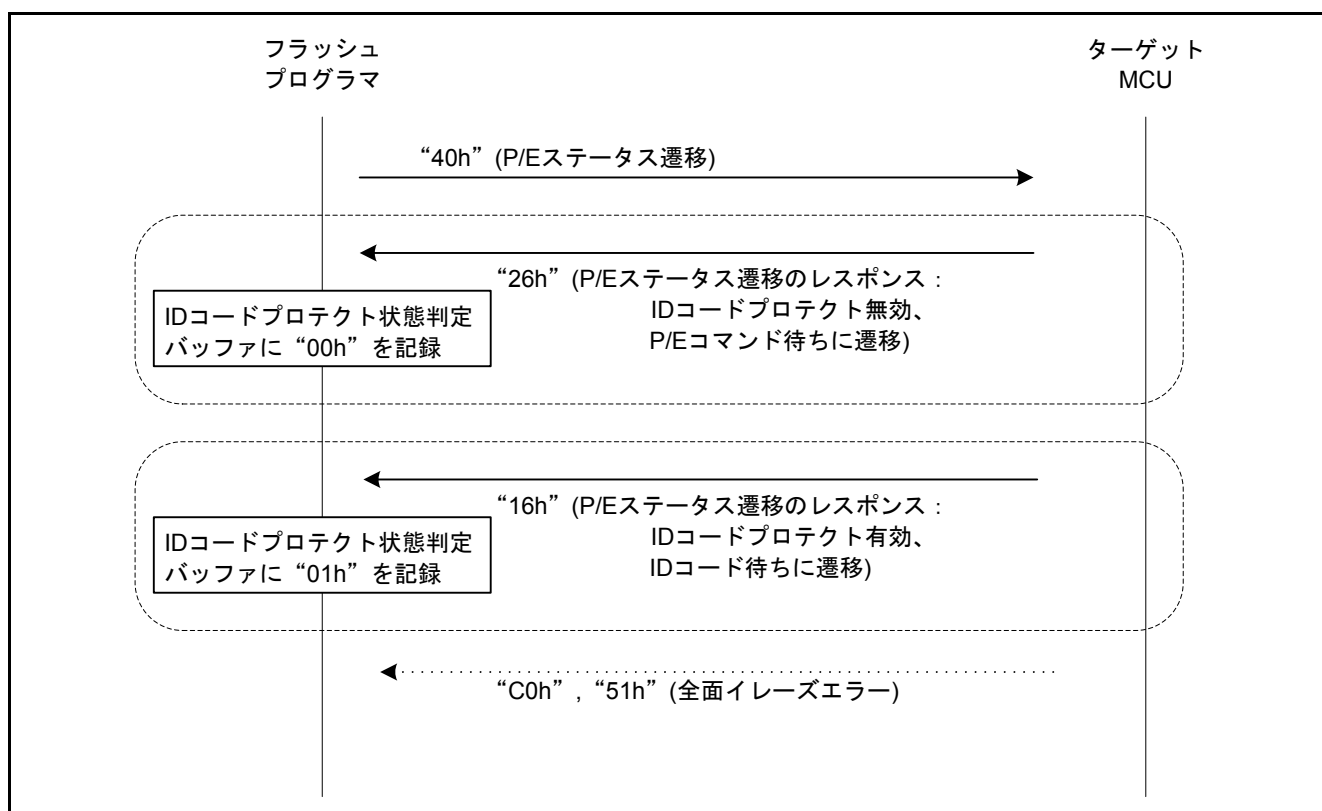 フラッシュ
プログラマ
ターゲット
MCU
“40h” (P/Eステータス遷移)
“26h” (P/Eステータス遷移のレスポンス：
IDコードプロテクト無効、
P/Eコマンド待ちに遷移)
IDコードプロテクト状態判定
バッファに“00h”を記録
“16h” (P/Eステータス遷移のレスポンス：
IDコードプロテクト有効、
IDコード待ちに遷移)
IDコードプロテクト状態判定
バッファに“01h”を記録
“C0h” , “51h” (全面イレーズエラー)